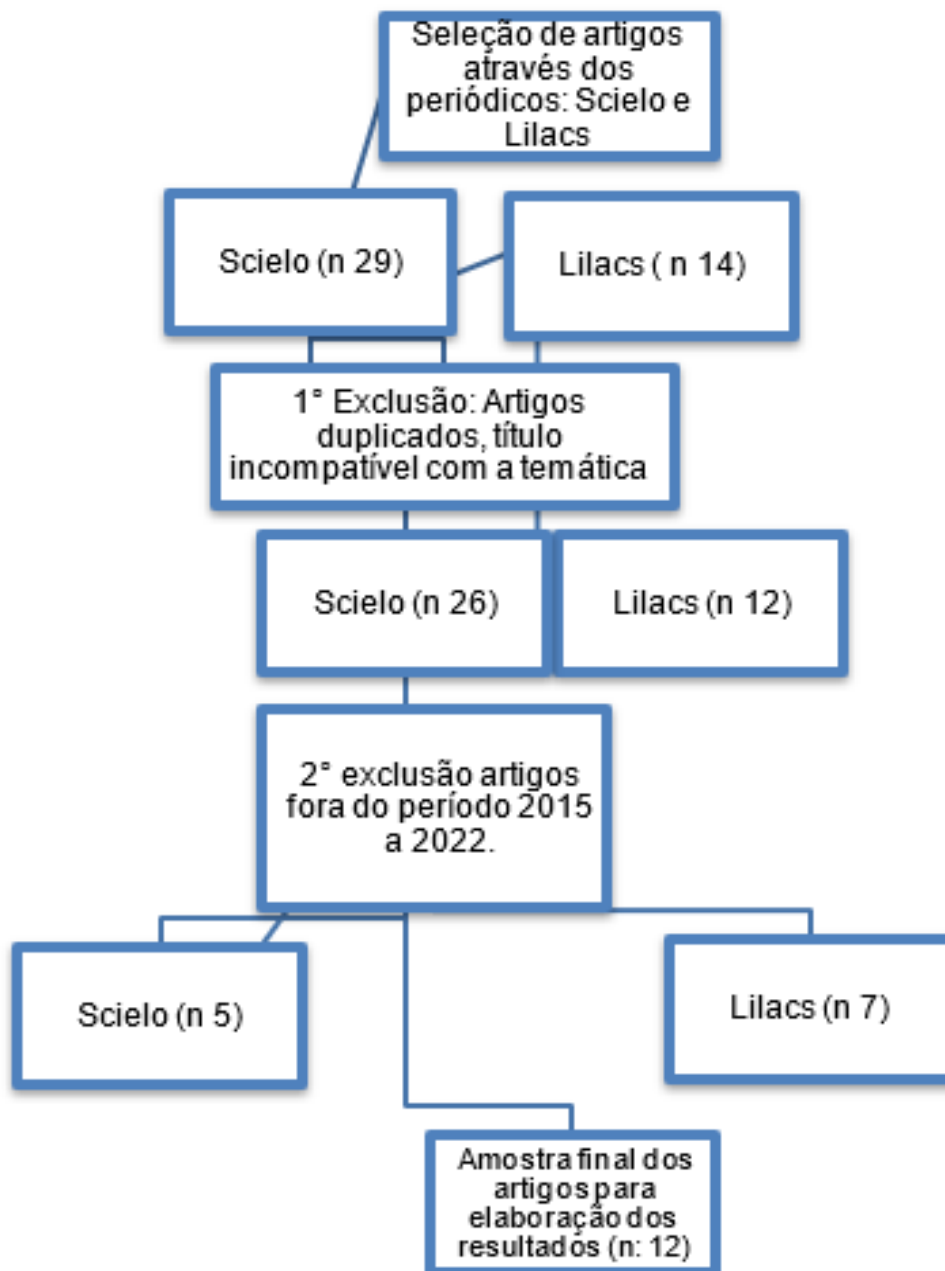 Seleção de artigos
através dos
periódicos: Scielo e
Lilacs
Scielo (n 29)
Lilacs ( n 14)
1° Exclusão: Artigos
duplicados, título
incompatível com a temática
Scielo (n 26)
Lilacs (n 12)
2° exclusão artigos
fora do período 2015
a 2022.
Scielo (n 5)
Lilacs (n 7)
Amostra final dos
artigos para
elaboração dos
resultados (n: 12)